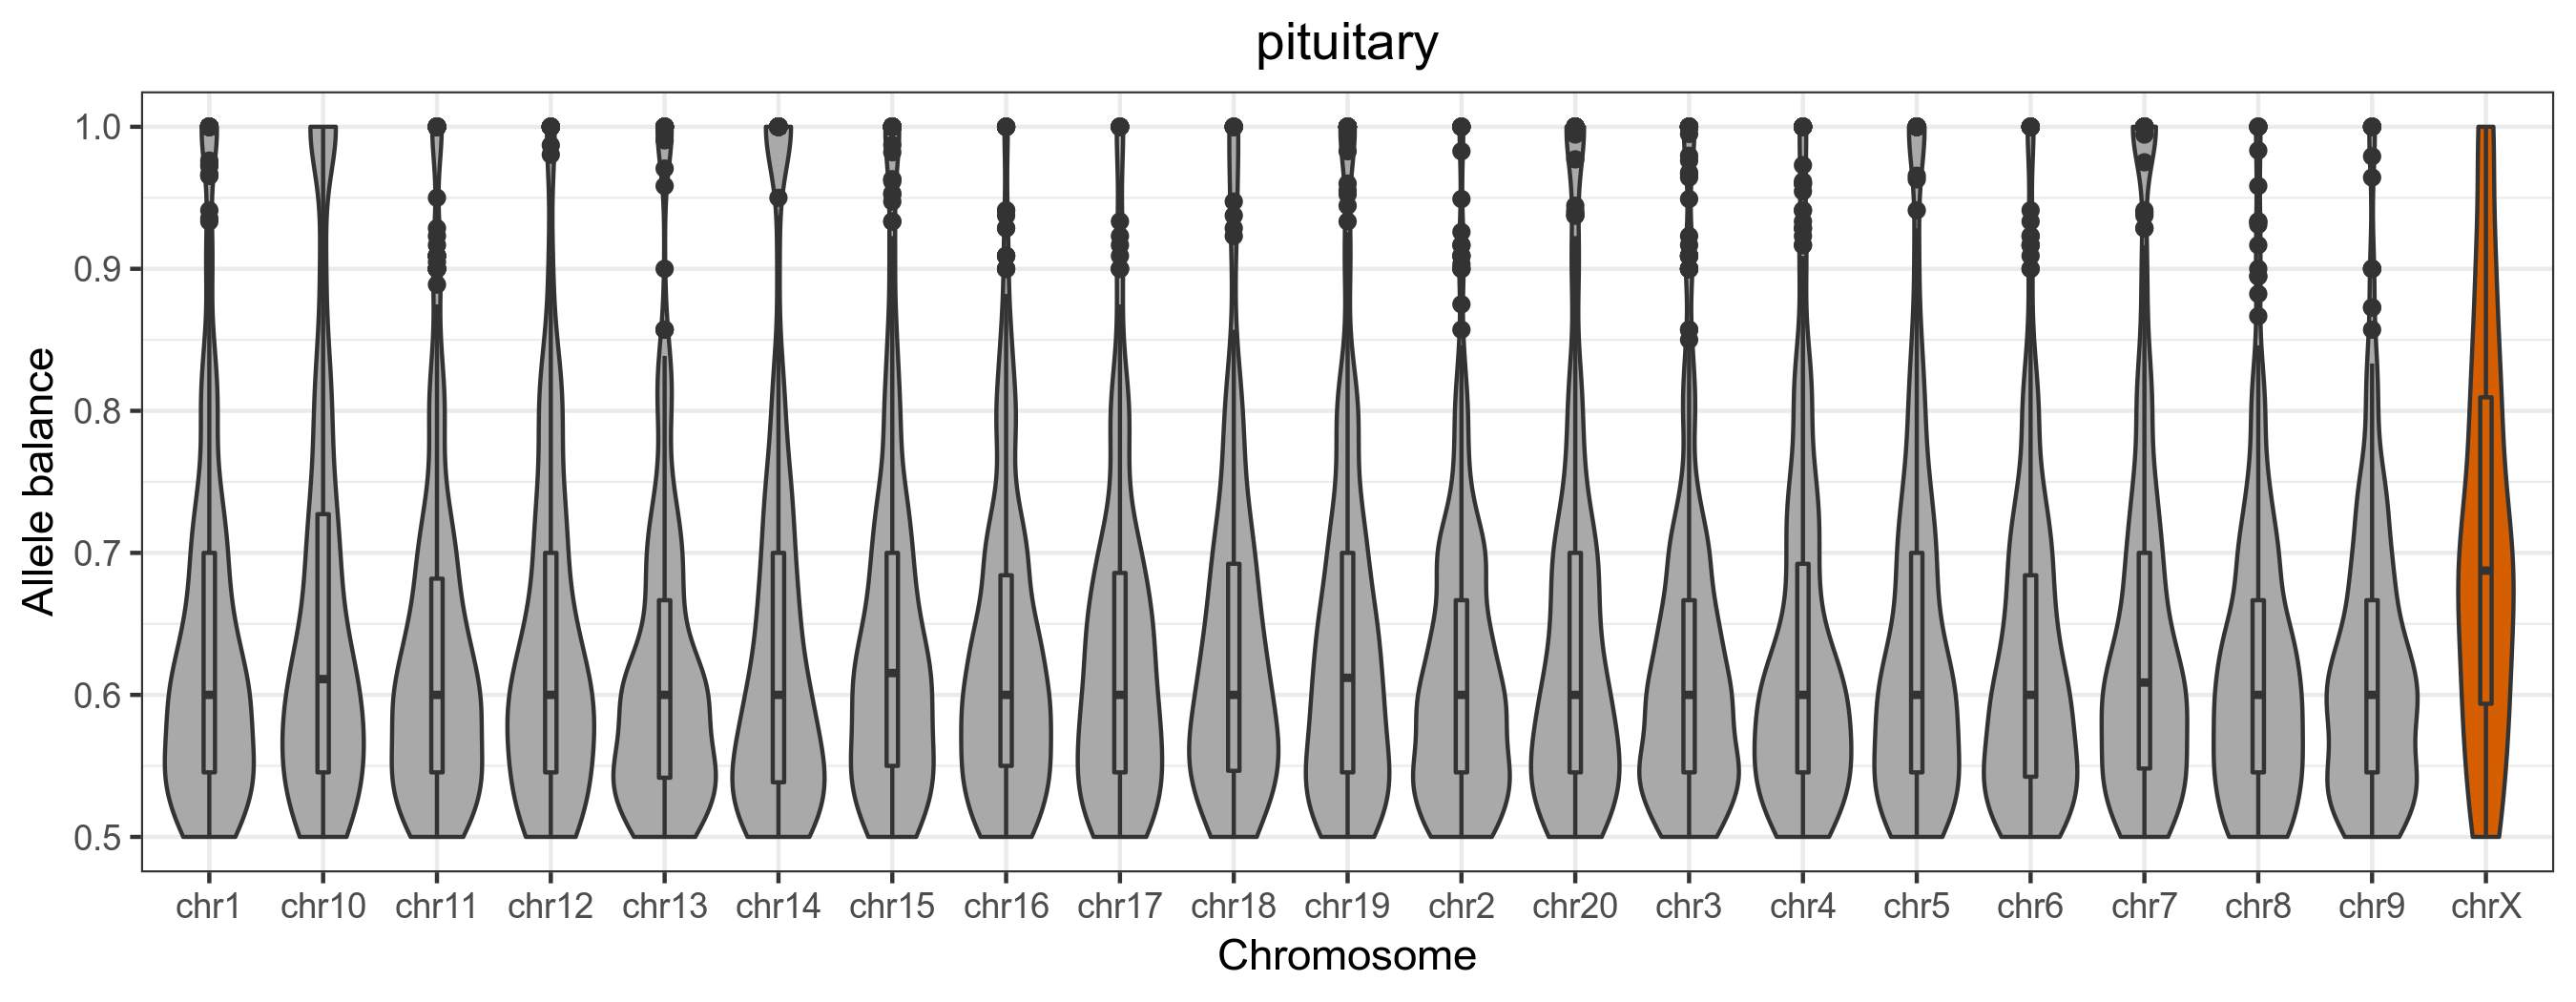 pituitary
Allele balance
1.0
0.9
0.8
0.7
0.6
0.5
chr1 chr10 chr11 chr12 chr13 chr14 chr15 chr16 chr17 chr18 chr19 chr2 chr20 chr3 chr4 chr5 chr6 chr7 chr8 chr9 chrX
Chromosome